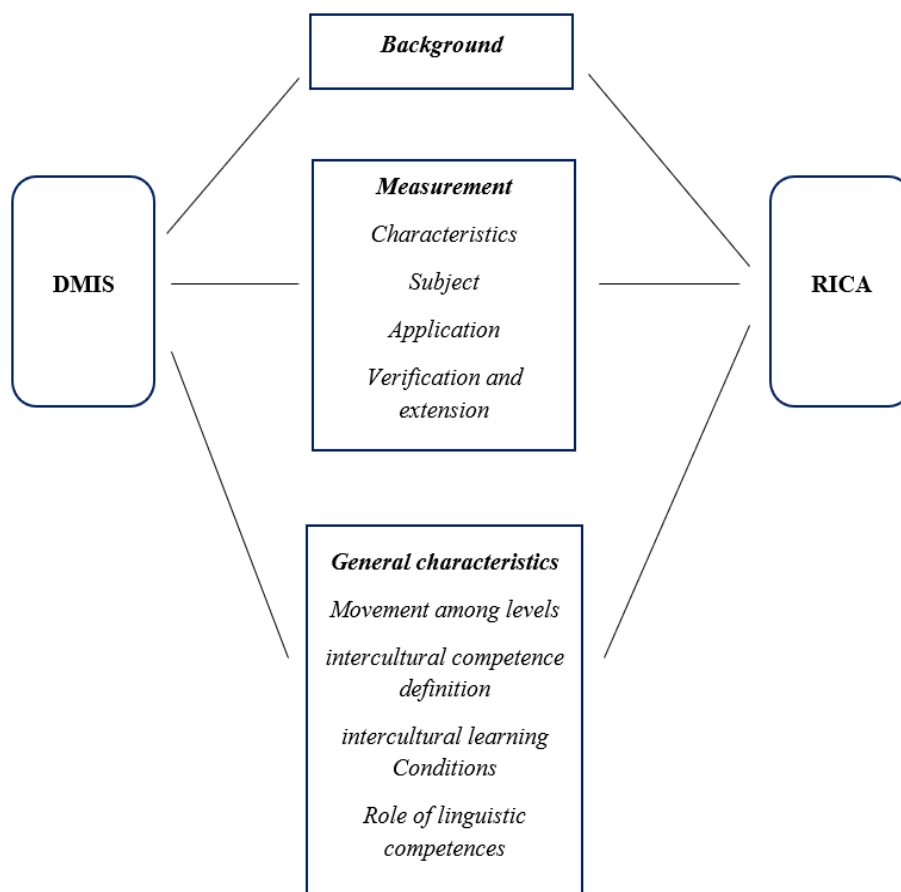 Background
Measurement
Characteristics
Subject
Application
Verification and
extension
DMIS
RICA
General characteristics
Movement among levels
intercultural competence
definition
intercultural learning
Conditions
Role of linguistic
competences